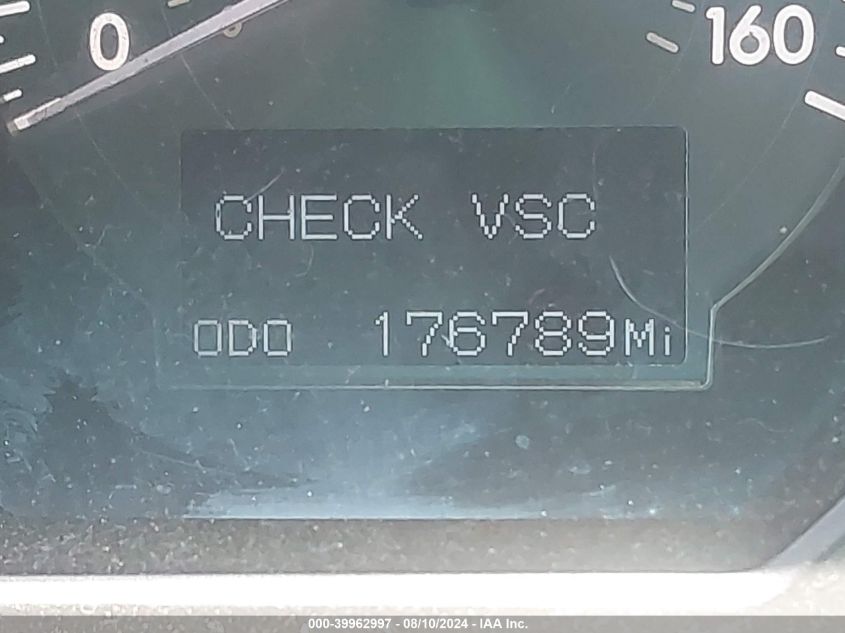 0 160
CHECK VSC
ODO 176789Mi
000-39962997 - 08/10/2024 - IAA Inc.